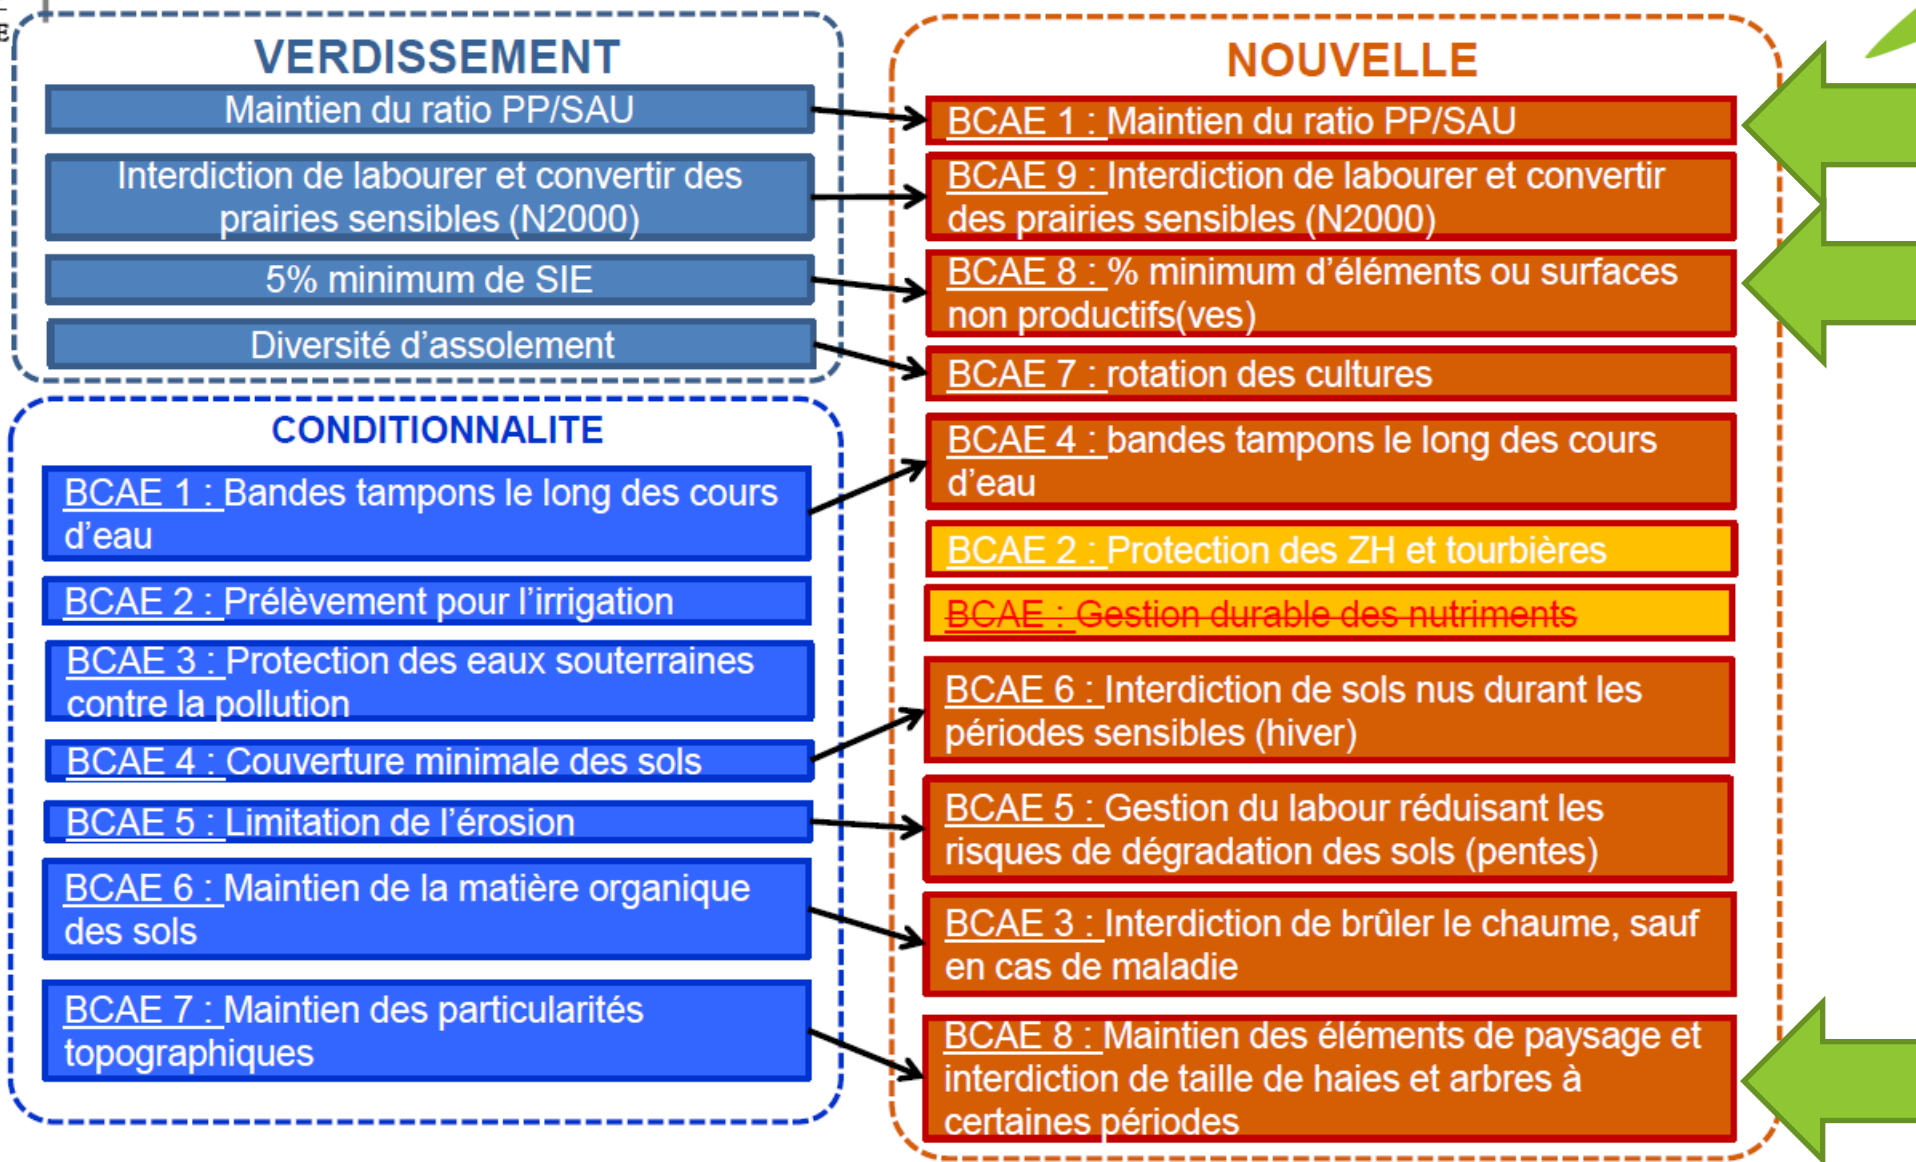 E
VERDISSEMENT
Maintien du ratio PP/SAU
Interdiction de labourer et convertir des
prairies sensibles (N2000)
5% minimum de SIE
Diversité d'assolement
CONDITIONNALITE
BCAE 1 : Bandes tampons le long des cours
d'eau
BCAE 2 : Prélèvement pour l'irrigation
BCAE 3 : Protection des eaux souterraines
contre la pollution
BCAE 4 : Couverture minimale des sols
BCAE 5 : Limitation de l'érosion
BCAE 6 : Maintien de la matière organique
des sols
BCAE 7 : Maintien des particularités
topographiques
NOUVELLE
BCAE 1 : Maintien du ratio PP/SAU
BCAE 9 : Interdiction de labourer et convertir
des prairies sensibles (N2000)
BCAE 8 : % minimum d'éléments ou surfaces
non productifs(ves)
BCAE 7 : rotation des cultures
BCAE 4 : bandes tampons le long des cours
d'eau
BCAE 2 : Protection des ZH et tourbières
BCAE : Gestion durable des nutriments
BCAE 6 : Interdiction de sols nus durant les
périodes sensibles (hiver)
BCAE 5 : Gestion du labour réduisant les
risques de dégradation des sols (pentes)
BCAE 3 : Interdiction de brûler le chaume, sauf
en cas de maladie
BCAE 8 : Maintien des éléments de paysage et
interdiction de taille de haies et arbres à
certaines périodes